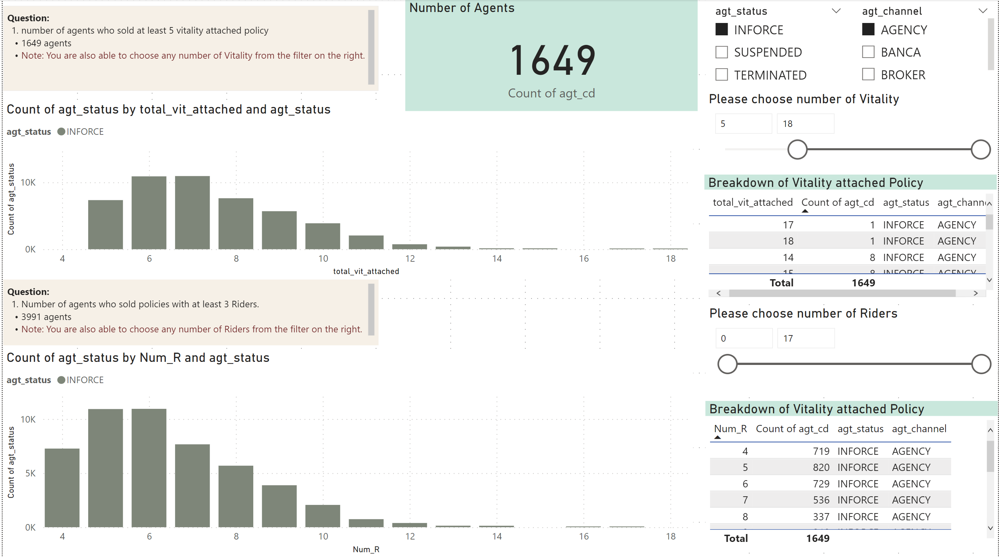 Question:
1. number of agents who sold at least 5 vitality attached policy
• 1649 agents
• Note: You are also able to choose any number of Vitality from the filter on the right.
Number of Agents
1649
Count of agt_cd
agt_status
INFORCE
SUSPENDED
TERMINATED
agt_channel
AGENCY
BANCA
BROKER
Please choose number of Vitality
5 18
Count of agt_status by total_vit_attached and agt_status
agt_status INFORCE
Count of agt_status
10K
0K
4 6 8 10 12 14 16 18
total_vit_attached
Breakdown of Vitality attached Policy
total_vit_attached Count of agt_cd agt_status agt_chann
17 1 INFORCE AGENCY
18 1 INFORCE AGENCY
14 8 INFORCE AGENCY
15 8 INFORCE AGENCY
Total 1649
Question:
1. Number of agents who sold policies with at least 3 Riders.
• 3991 agents
• Note: You are also able to choose any number of Riders from the filter on the right.
Please choose number of Riders
0 17
Count of agt_status by Num_R and agt_status
agt_status INFORCE
Count of agt_status
10K
5K
0K
4 6 8 10 12 14 16 18
Num_R
Breakdown of Vitality attached Policy
Num_R Count of agt_cd agt_status agt_channel
4 719 INFORCE AGENCY
5 820 INFORCE AGENCY
6 729 INFORCE AGENCY
7 536 INFORCE AGENCY
8 337 INFORCE AGENCY
Total 1649